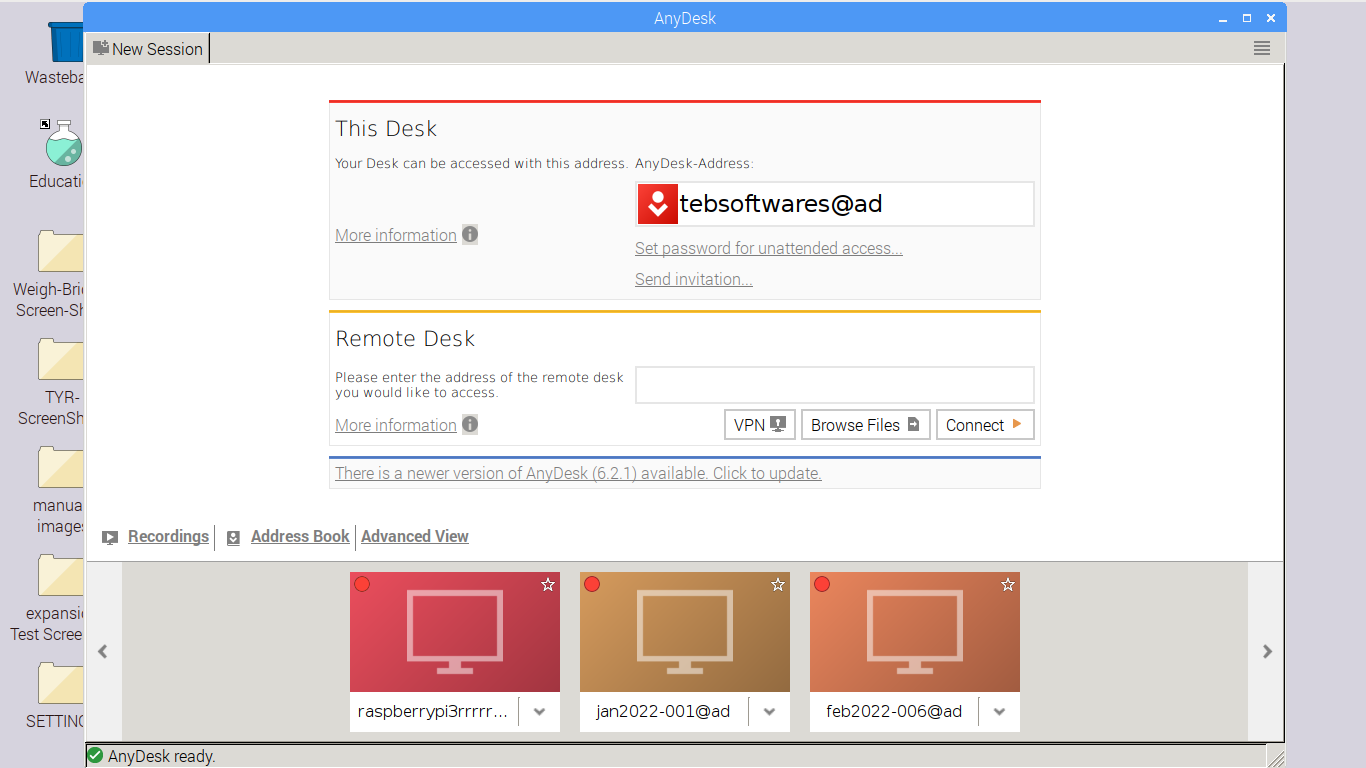 AnyDesk
New Session
This Desk
Your Desk can be accessed with this address.
AnyDesk-Address:
tebsoftwares@ad
More information
Set password for unattended access...
Send invitation...
Remote Desk
Please enter the address of the remote desk
you would like to access.
More information
VPN
Browse Files
Connect
There is a newer version of AnyDesk (6.2.1) available. Click to update.
Recordings
Address Book
Advanced View
raspberrypi3rrrrr...
jan2022-001@ad
feb2022-006@ad
AnyDesk ready.
Wasteba
Educati
Weigh-Bri
Screen-Sh
TYR-
ScreenSh
manua
images
expansi
Test Scree
SETTING